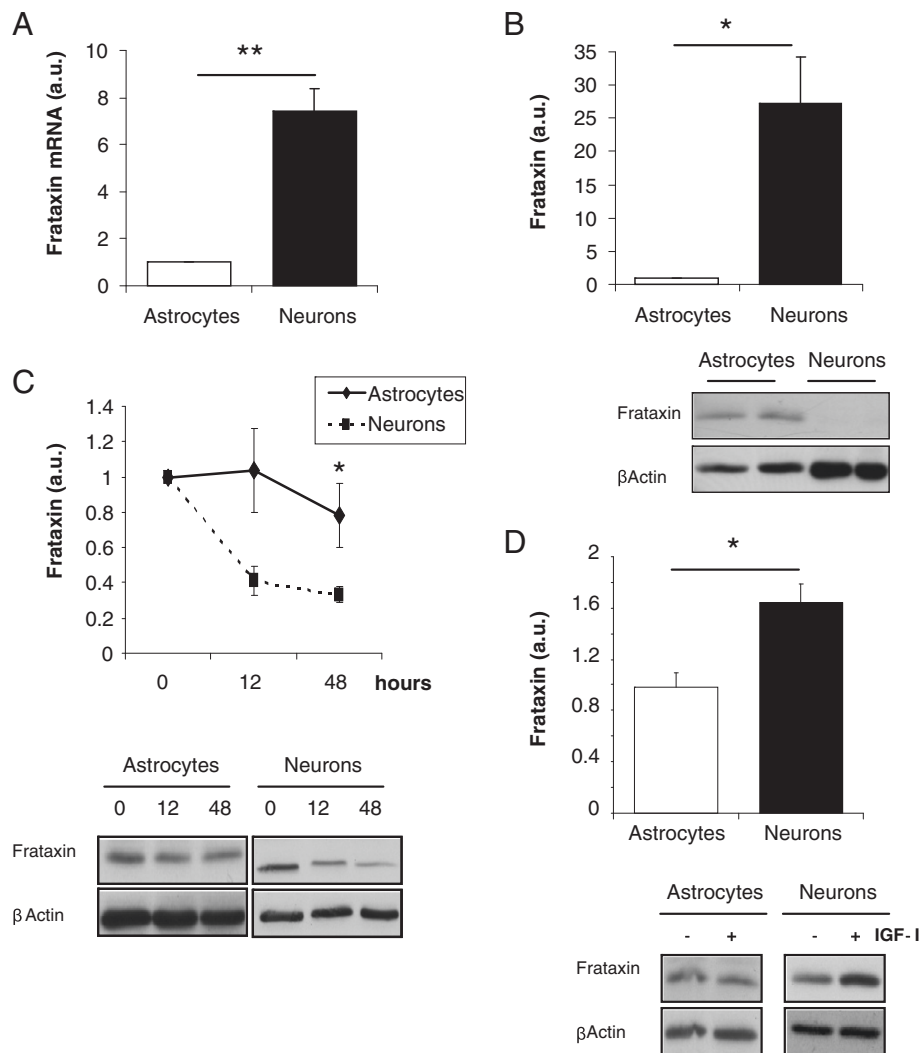 A
Frataxin mRNA (a.u.)
10
8
6
4
2
0
**
Astrocytes Neurons
B
Frataxin (a.u.)
35
30
25
20
15
10
5
0
*
Astrocytes Neurons
Astrocytes Neurons
Frataxin
βActin
C
Frataxin (a.u.)
1.4
1.2
1
0.8
0.6
0.4
0.2
0
Astrocytes
Neurons
*
0 12 48 hours
Astrocytes Neurons
0 12 48 0 12 48
Frataxin
β Actin
D
Frataxin (a.u.)
2
1.6
1.2
0.8
0.4
0
*
Astrocytes Neurons
Astrocytes Neurons
- + - + IGF-I
Frataxin
βActin